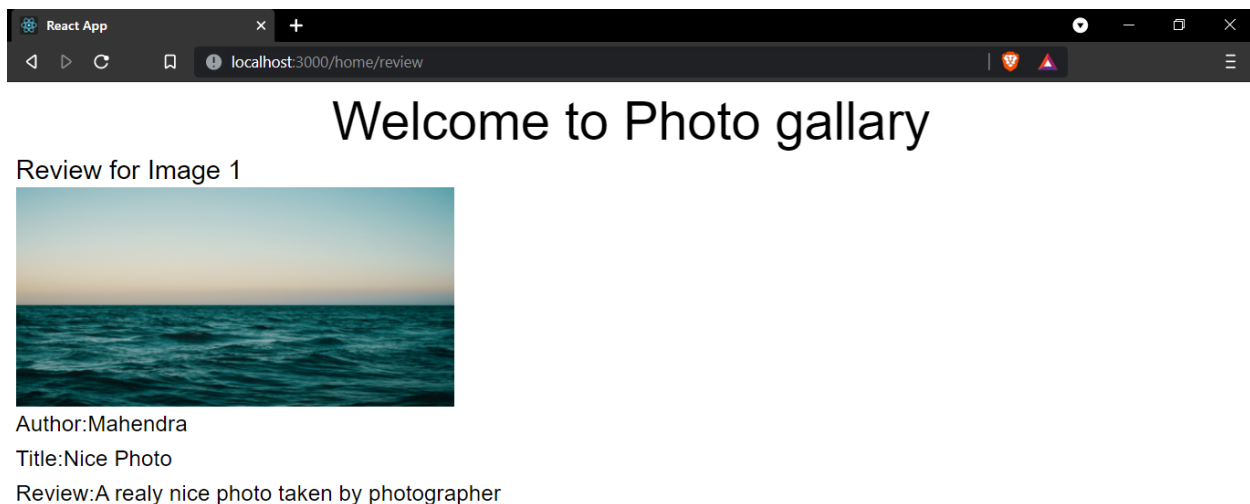 React App
localhost:3000/home/review
Welcome to Photo gallary
Review for Image 1
Author:Mahendra
Title:Nice Photo
Review:A realy nice photo taken by photographer